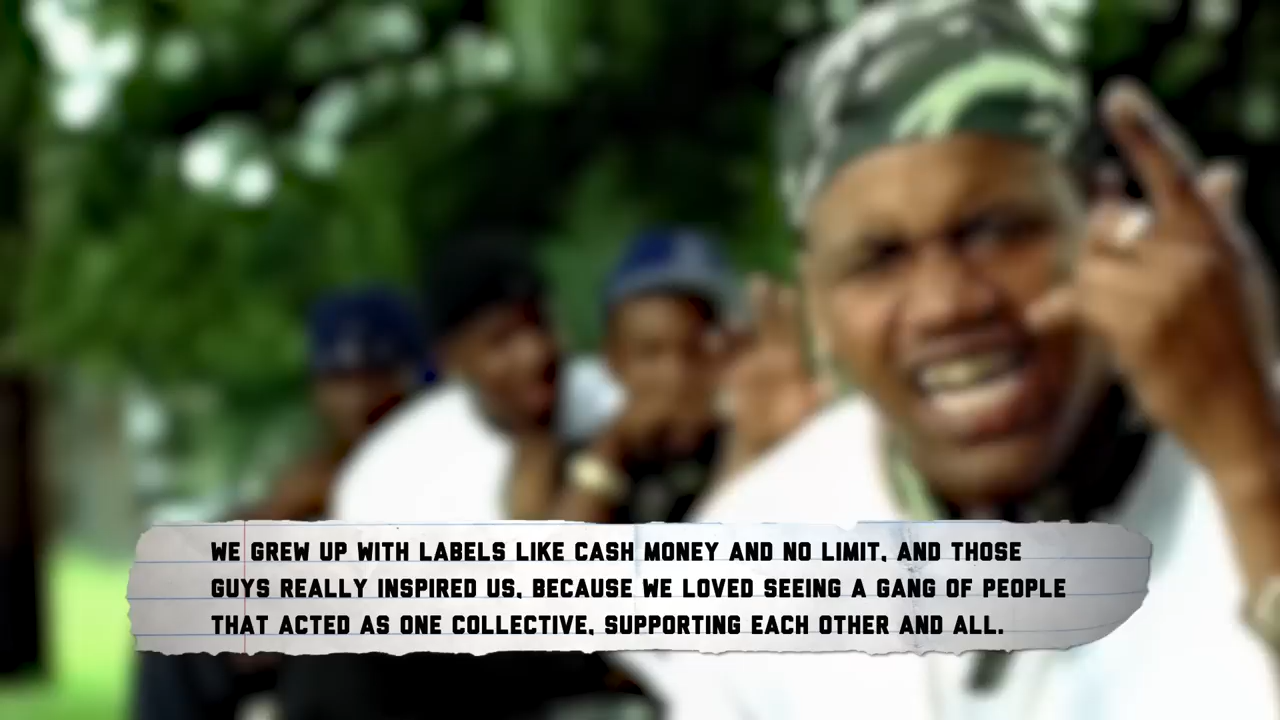 WE GREW UP WITH LABELS LIKE CASH MONEY AND NO LIMIT, AND THOSE
GUYS REALLY INSPIRED US, BECAUSE WE LOVED SEEING A GANG OF PEOPLE
THAT ACTED AS ONE COLLECTIVE, SUPPORTING EACH OTHER AND ALL.